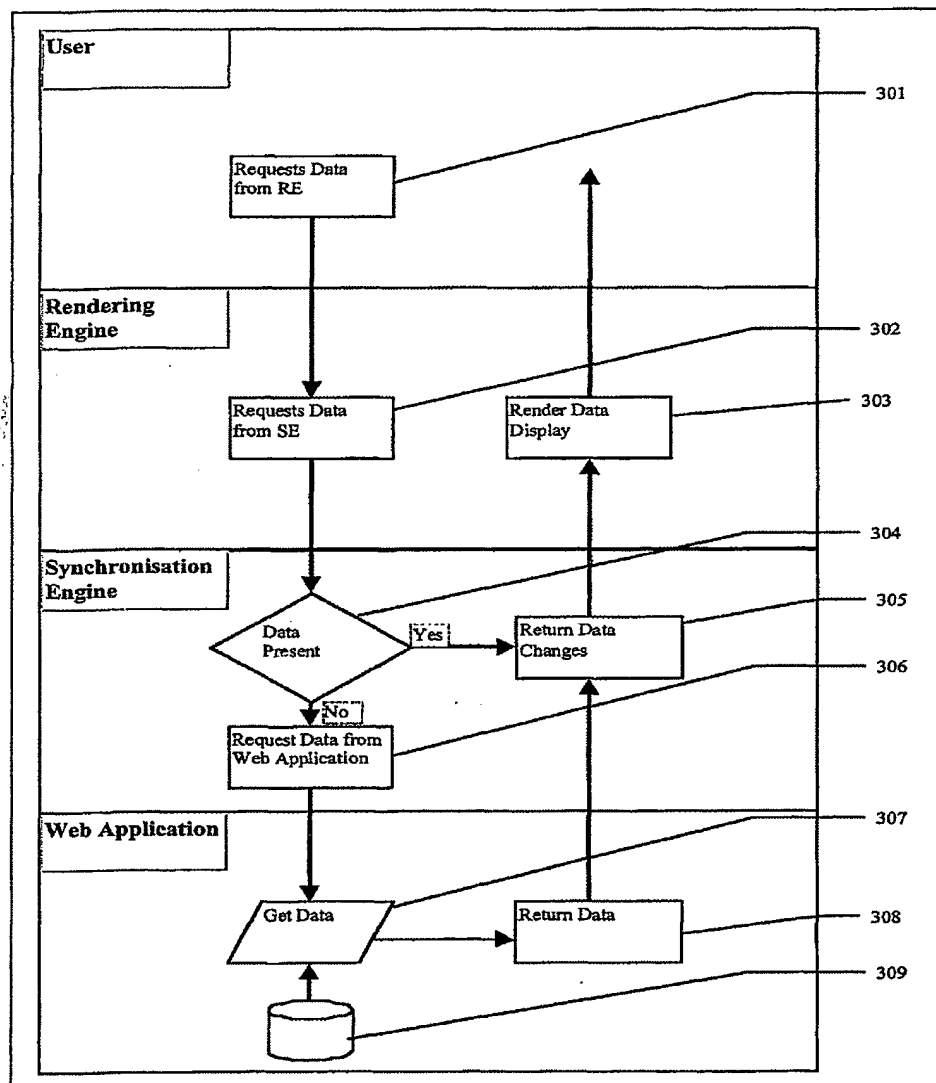 User
301
Requests Data
from RE
Rendering
Engine
302
Requests Data
from SE
Render Data
Display
303
304
Synchronisation
Engine
Data
Present
Yes
Return Data
Changes
305
306
No
Request Data from
Web Application
Web Application
307
Get Data
Return Data
308
309